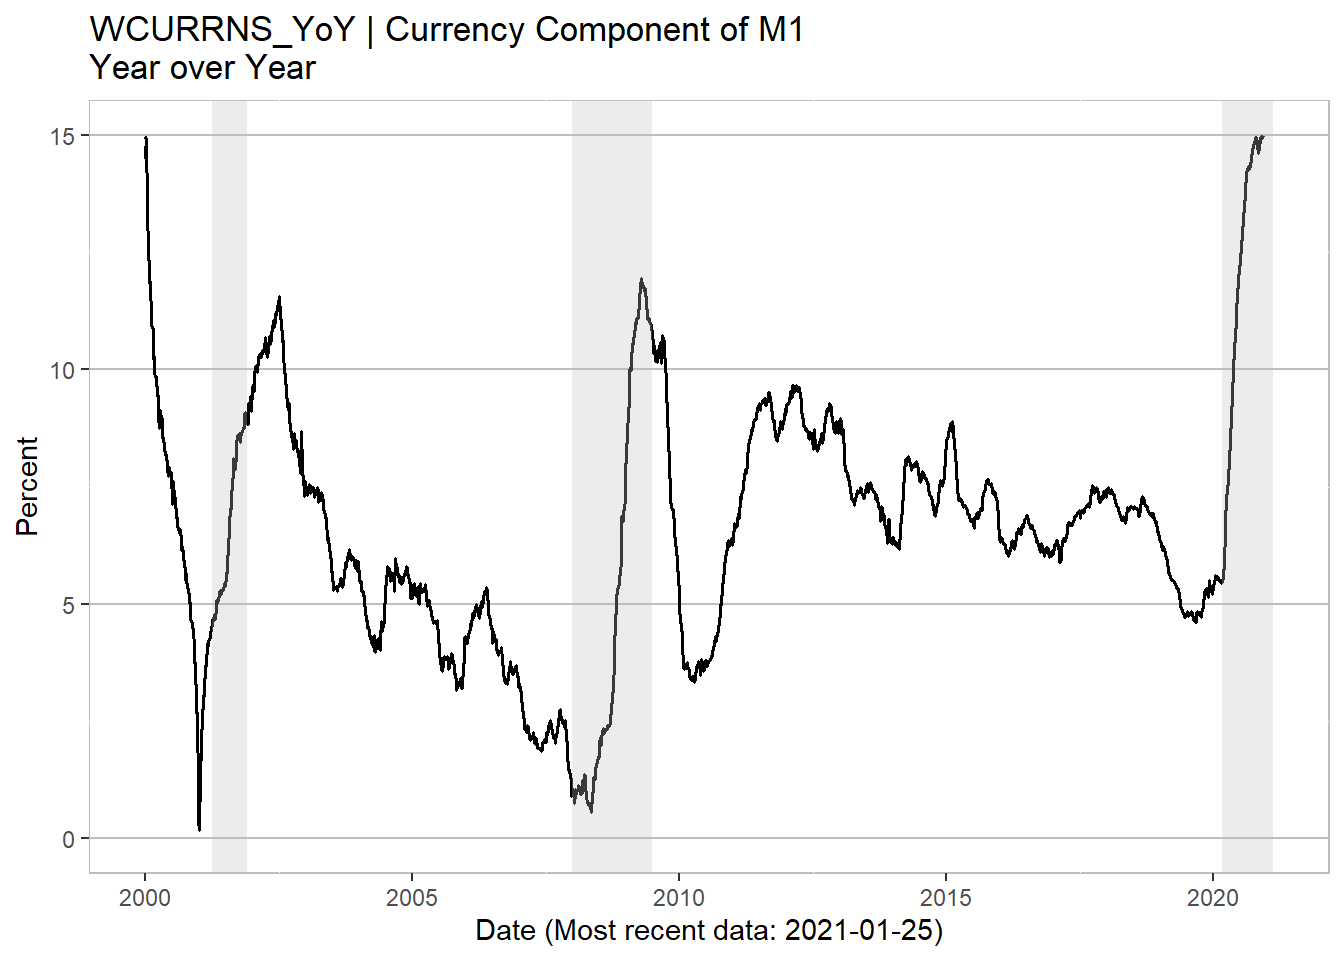 WCURRNS_YoY | Currency Component of M1
Year over Year
15
10
5
0
Percent
2000
2005
2010
2015
2020
Date (Most recent data: 2021-01-25)